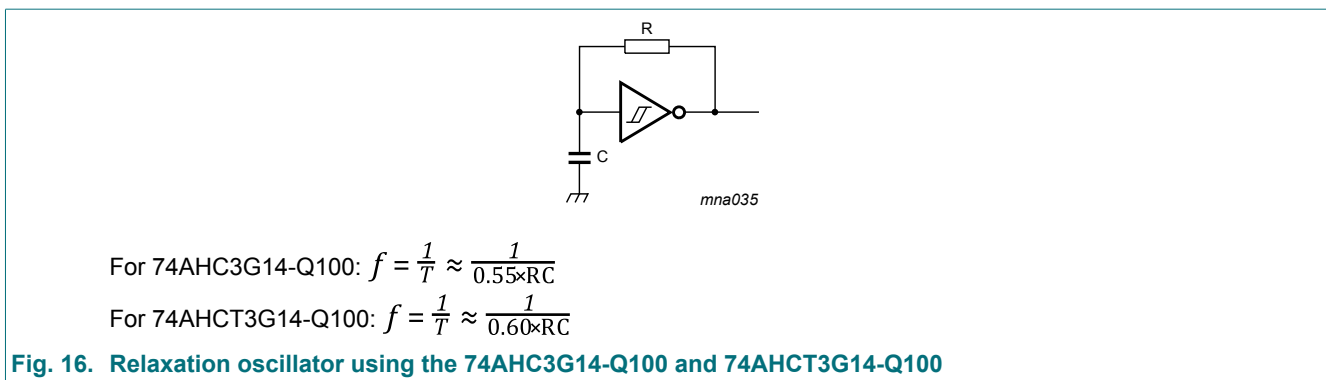 R
C
mna035
For 74AHC3G14-Q100: f = 1/T ≈ 1/0.55×RC
For 74AHCT3G14-Q100: f = 1/T ≈ 1/0.60×RC
Fig. 16. Relaxation oscillator using the 74AHC3G14-Q100 and 74AHCT3G14-Q100